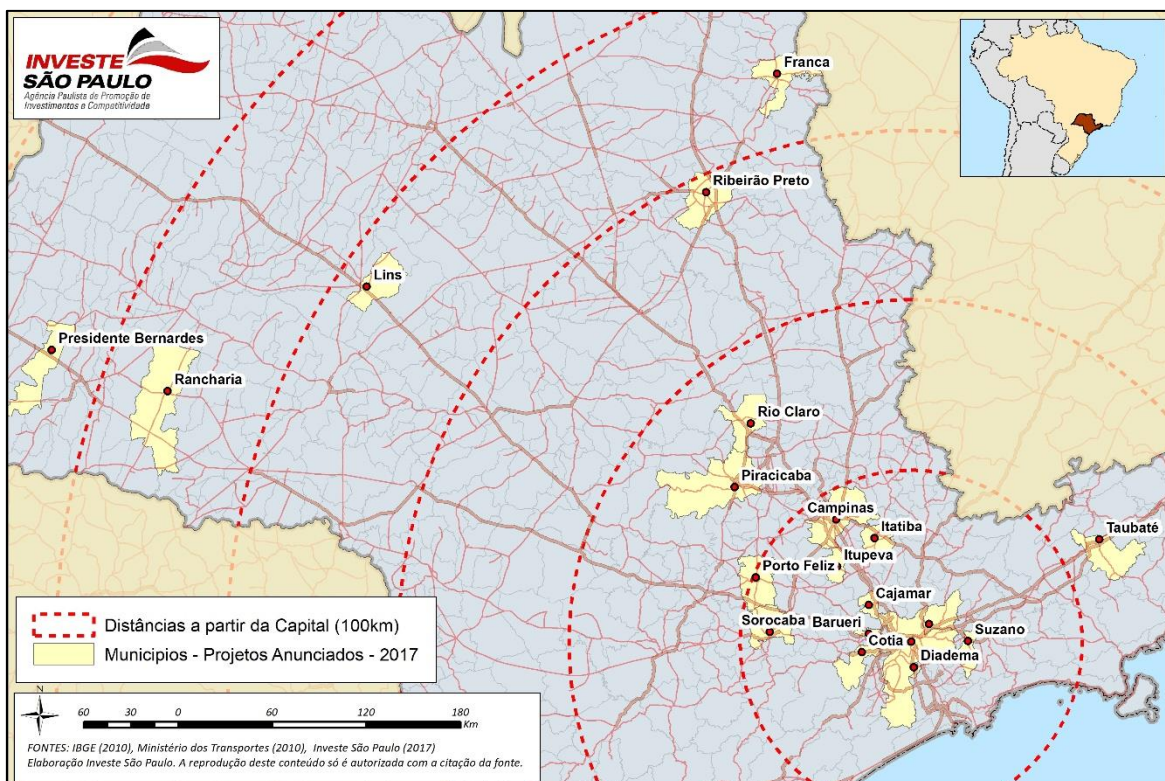 INVESTE
SÃO PAULO
Agência Paulista de Promoção de
Investimentos e Competitividade
Franca
Ribeirão Preto
Lins
Presidente Bernardes
Rancharia
Rio Claro
Piracicaba
Campinas
Itatiba
Taubaté
Itupeva
Porto Feliz
Cajamar
Sorocaba
Barueri
Suzano
Cotia
Diadema
Distâncias a partir da Capital (100km)
Municipios - Projetos Anunciados - 2017
N
60 30 0 60 120 180
Km
FONTES: IBGE (2010), Ministério dos Transportes (2010), Investe São Paulo (2017)
Elaboração Investe São Paulo. A reprodução deste conteúdo só é autorizada com a citação da fonte.